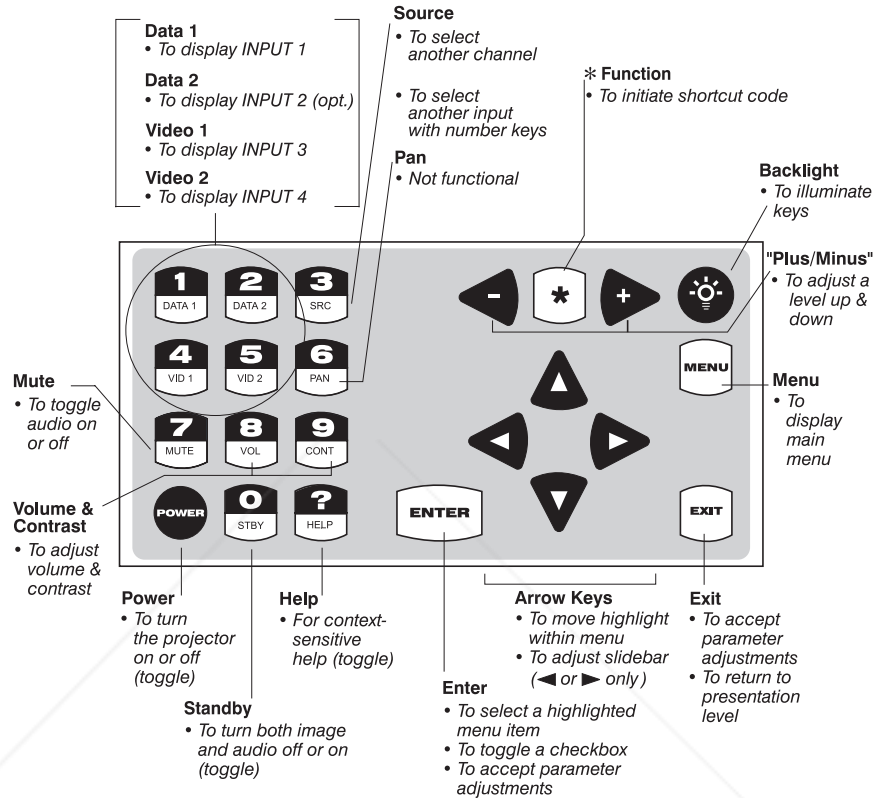 Data 1
• To display INPUT 1
Data 2
• To display INPUT 2 (opt.)
Video 1
• To display INPUT 3
Video 2
• To display INPUT 4
Source
• To select
another channel
• To select
another input
with number keys
Pan
• Not functional
* Function
• To initiate shortcut code
Backlight
• To illuminate
keys
"Plus/Minus"
• To adjust a
level up &
down
Menu
• To
display
main
menu
Mute
• To toggle
audio on
or off
Volume &
Contrast
• To adjust
volume &
contrast
1
DATA 1
2
DATA 2
3
SRC
-
*
+
4
VID 1
5
VID 2
6
PAN
MENU
7
MUTE
8
VOL
9
CONT
POWER
0
STBY
?
HELP
ENTER
EXIT
Power
• To turn
the projector
on or off
(toggle)
Standby
• To turn both image
and audio off or on
(toggle)
Help
• For context-
sensitive
help (toggle)
Enter
• To select a highlighted
menu item
• To toggle a checkbox
• To accept parameter
adjustments
Arrow Keys
• To move highlight
within menu
• To adjust slidebar
(◄ or ► only)
Exit
• To accept
parameter
adjustments
• To return to
presentation
level